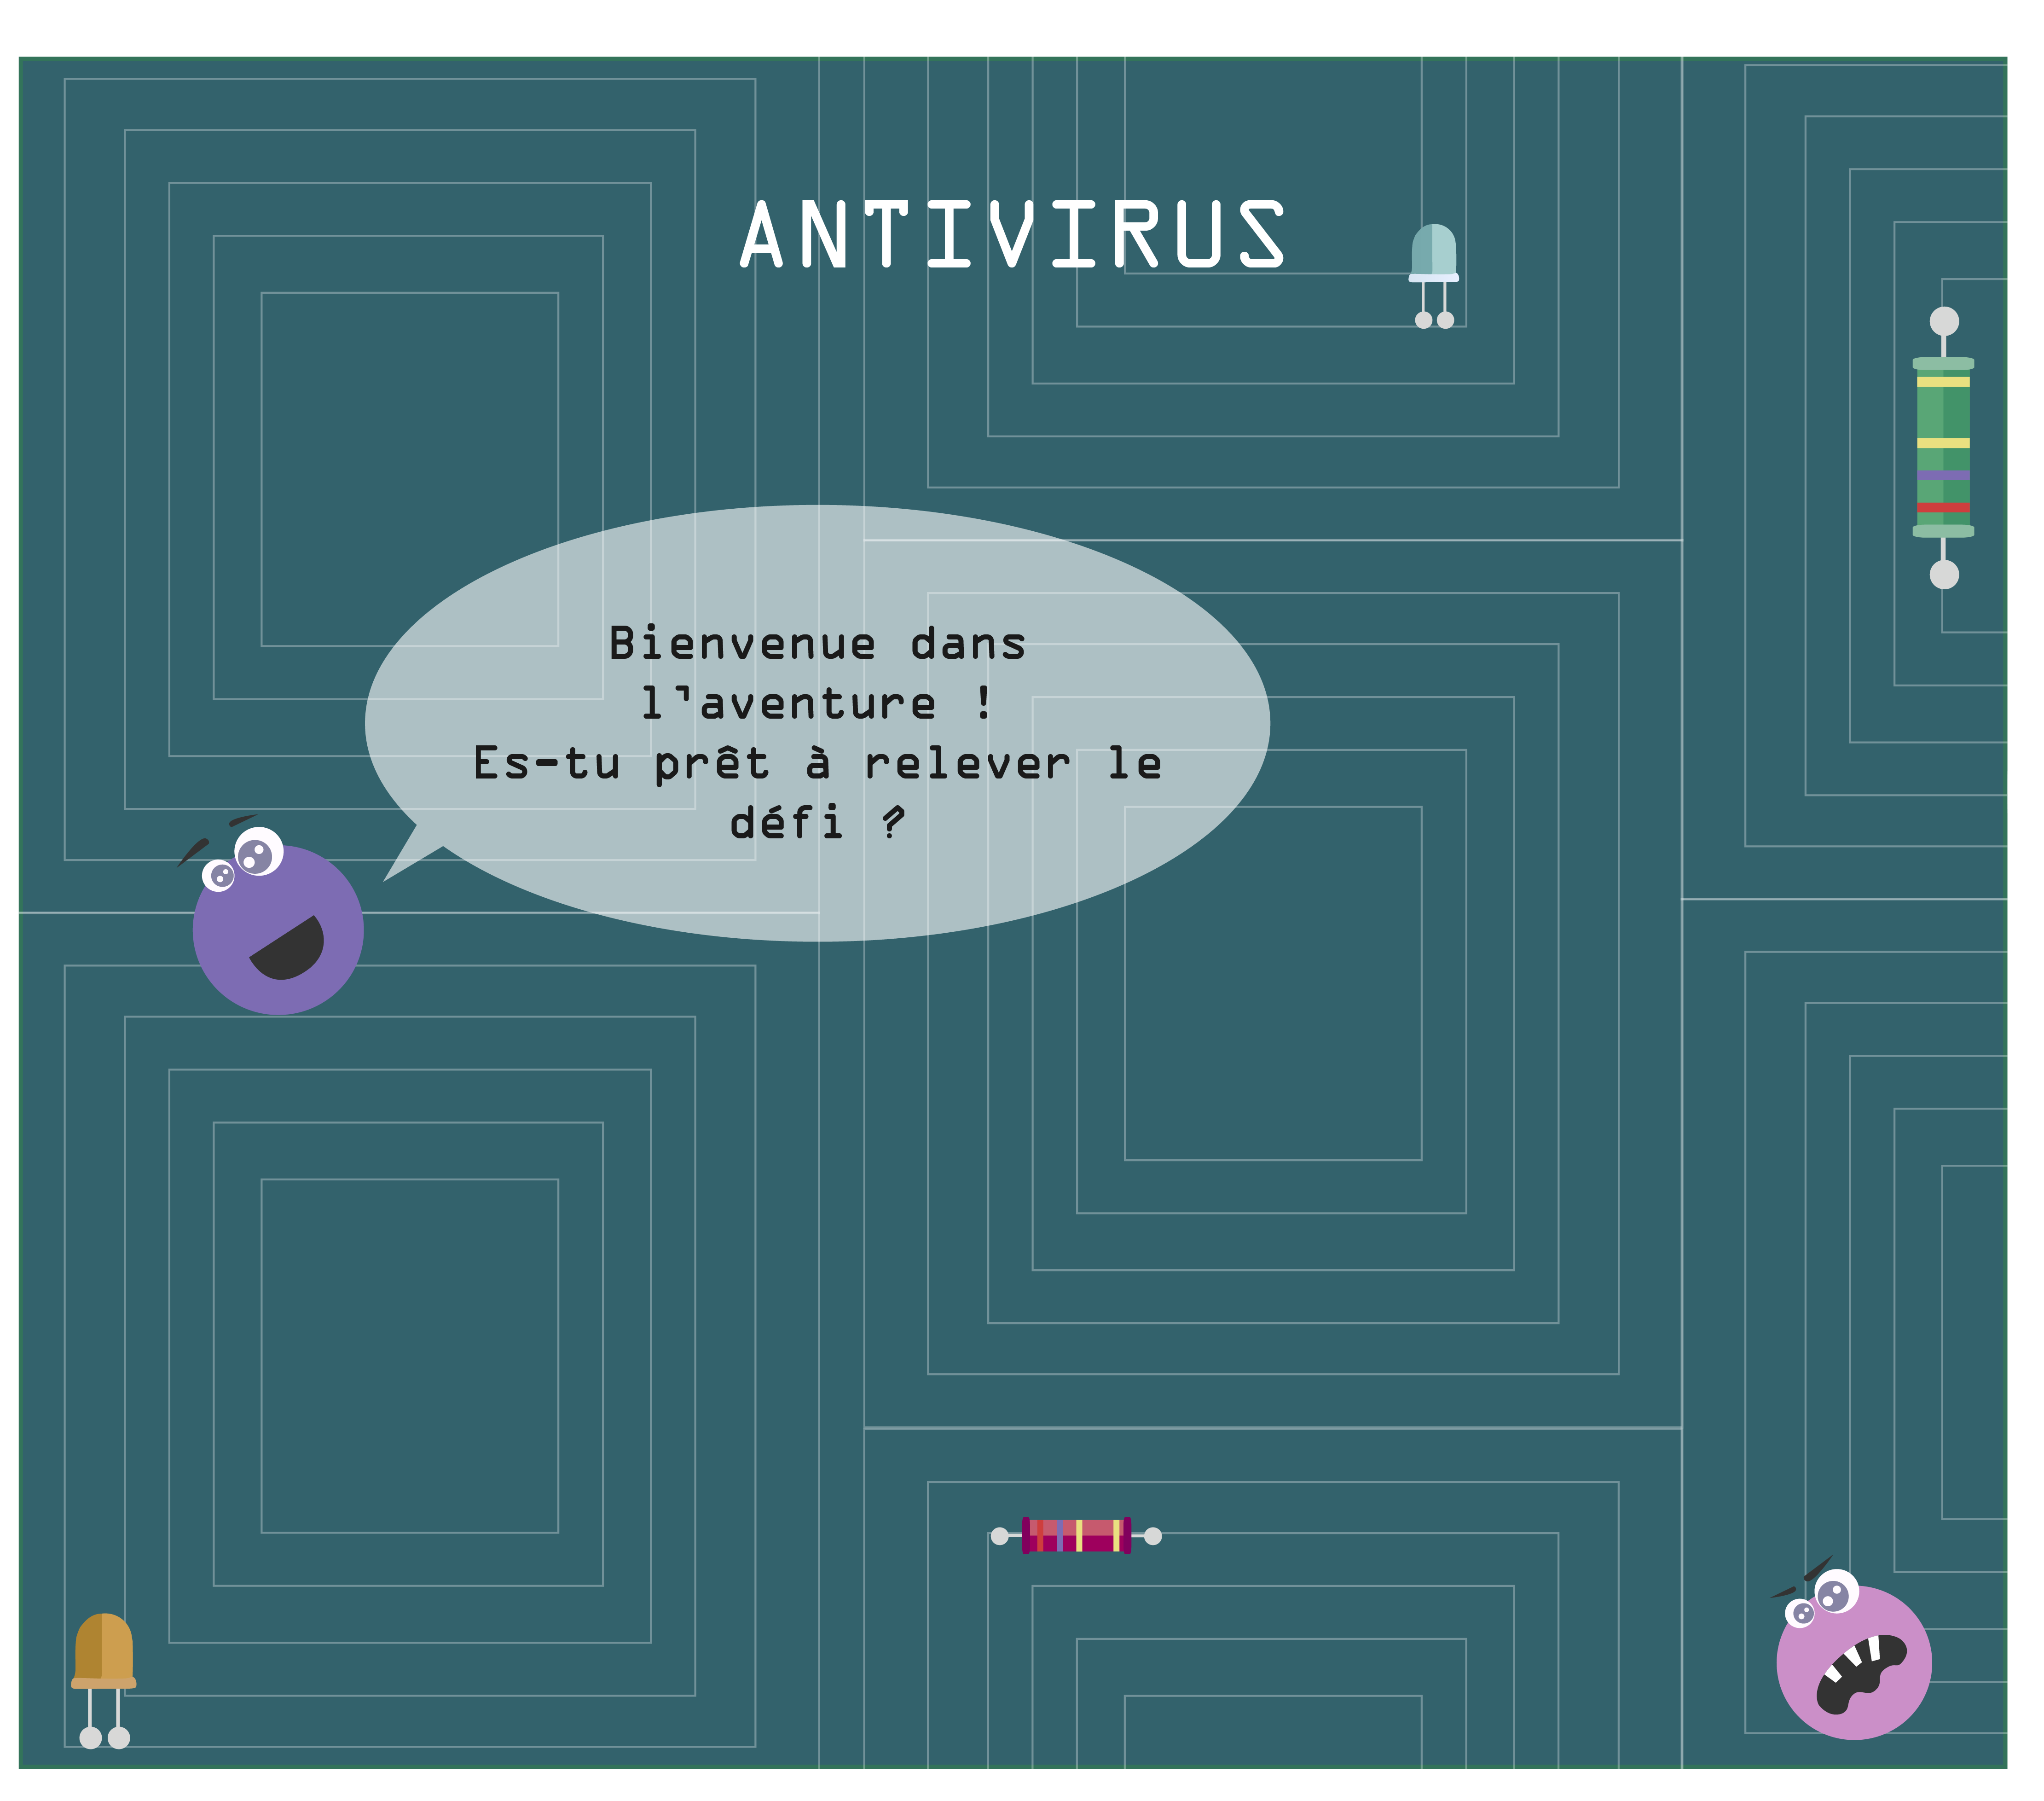 ANTIVIRUS
Bienvenue dans
l'aventure !
Es-tu prêt à relever le
défi ?